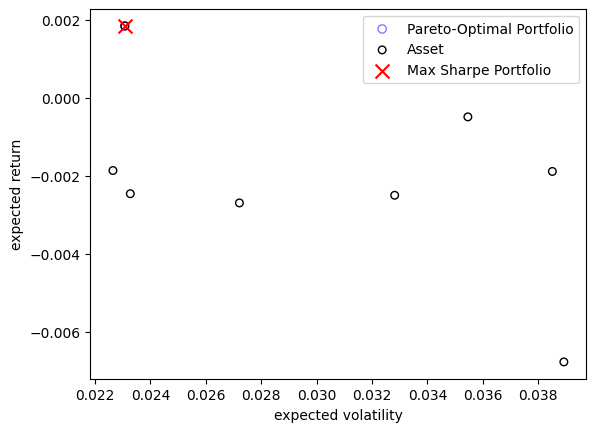 0.002
0.000
−0.002
−0.004
−0.006
expected return
Pareto-Optimal Portfolio
Asset
Max Sharpe Portfolio
0.022 0.024 0.026 0.028 0.030 0.032 0.034 0.036 0.038
expected volatility